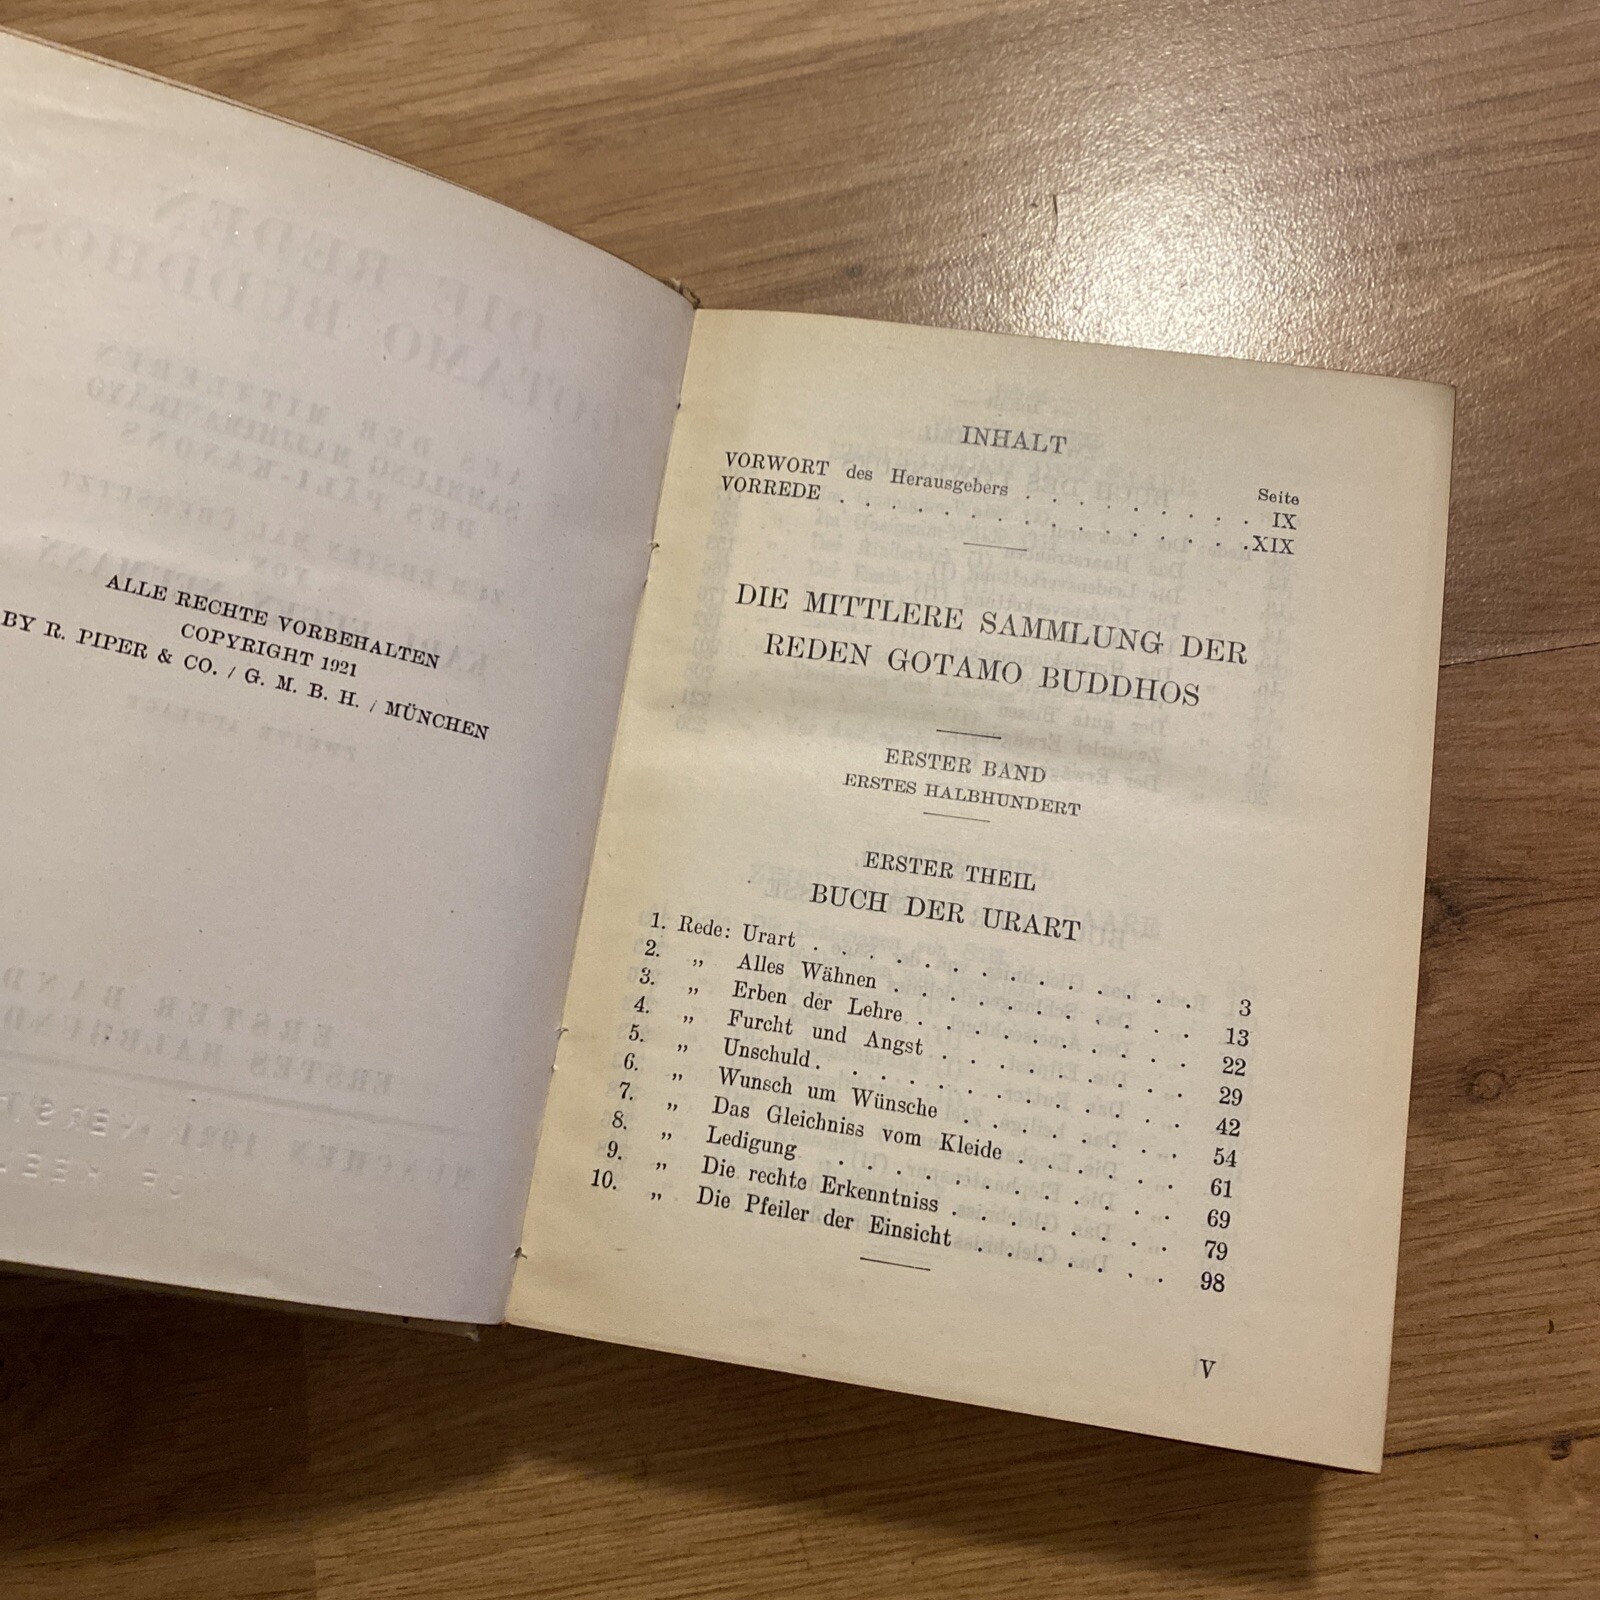 ALLE RECHTE VORBEHALTEN
COPYRIGHT 1921
BY R. PIPER & CO. / G. M. B. H. / MÜNCHEN
INHALT
Seite
VORWORT des Herausgebers . . . . . . . . . IX
VORREDE . . . . . . . . . . . . . . . XIX
DIE MITTLERE SAMMLUNG DER
REDEN GOTAMO BUDDHOS
ERSTER BAND
ERSTES HALBHUNDERT
ERSTER THEIL
BUCH DER URART
1. Rede: Urart . . . . . . . . . . . . . 3
2. „ Alles Wähnen . . . . . . . . . . 13
3. „ Erben der Lehre . . . . . . . . . 22
4. „ Furcht und Angst . . . . . . . . 29
5. „ Unschuld . . . . . . . . . . . . 42
6. „ Wunsch um Wünsche . . . . . . . 54
7. „ Das Gleichniss vom Kleide . . . . . 61
8. „ Ledigung . . . . . . . . . . . . 69
9. „ Die rechte Erkenntniss . . . . . . . 79
10. „ Die Pfeiler der Einsicht . . . . . . . 98
V